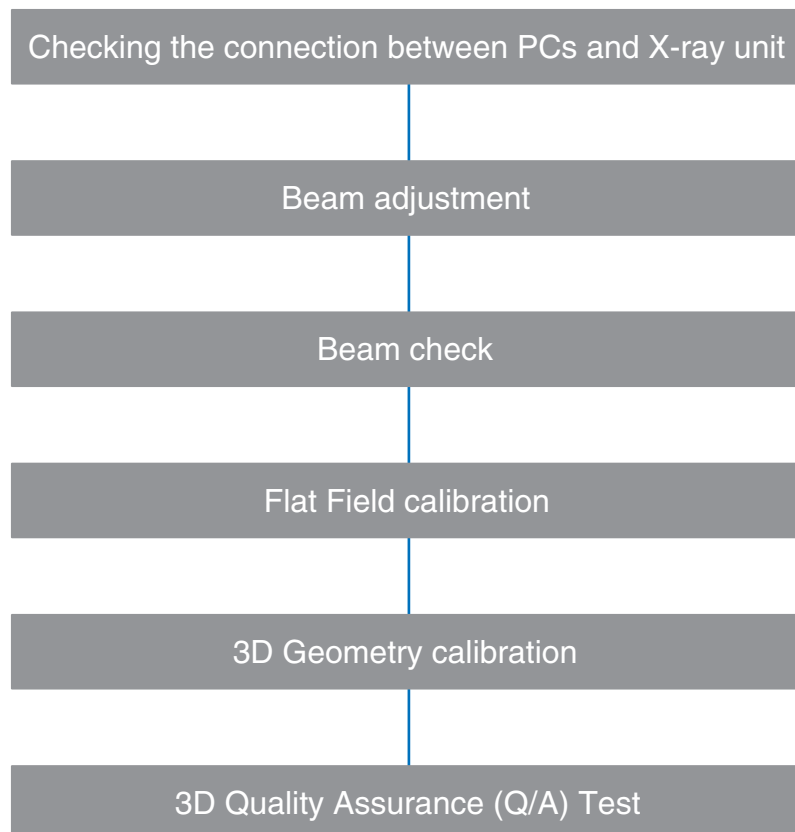 Checking the connection between PCs and X-ray unit
Beam adjustment
Beam check
Flat Field calibration
3D Geometry calibration
3D Quality Assurance (Q/A) Test